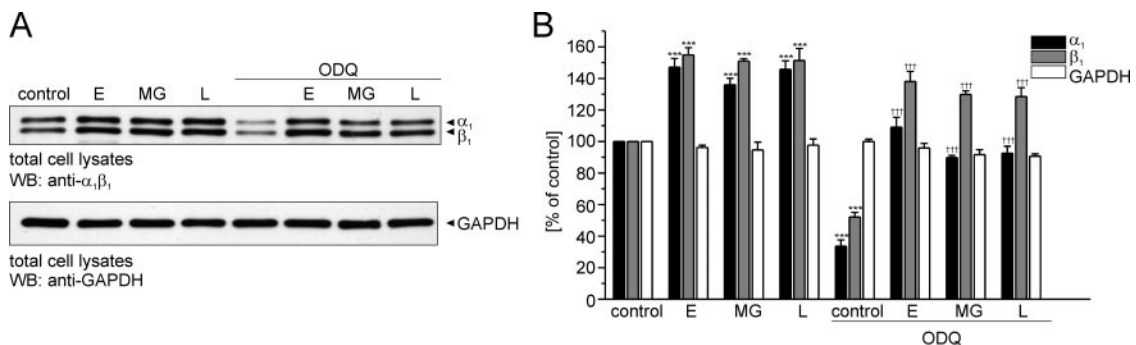 A
ODQ
control E MG L E MG L
α₁
β₁
total cell lysates
WB: anti-α₁β₁
GAPDH
total cell lysates
WB: anti-GAPDH
B
[% of control]
160
140
120
100
80
60
40
20
0
α₁
β₁
GAPDH
*** *** *** *** *** *** *** *** ††† ††† ††† ††† ††† †††
control E MG L control E MG L
ODQ